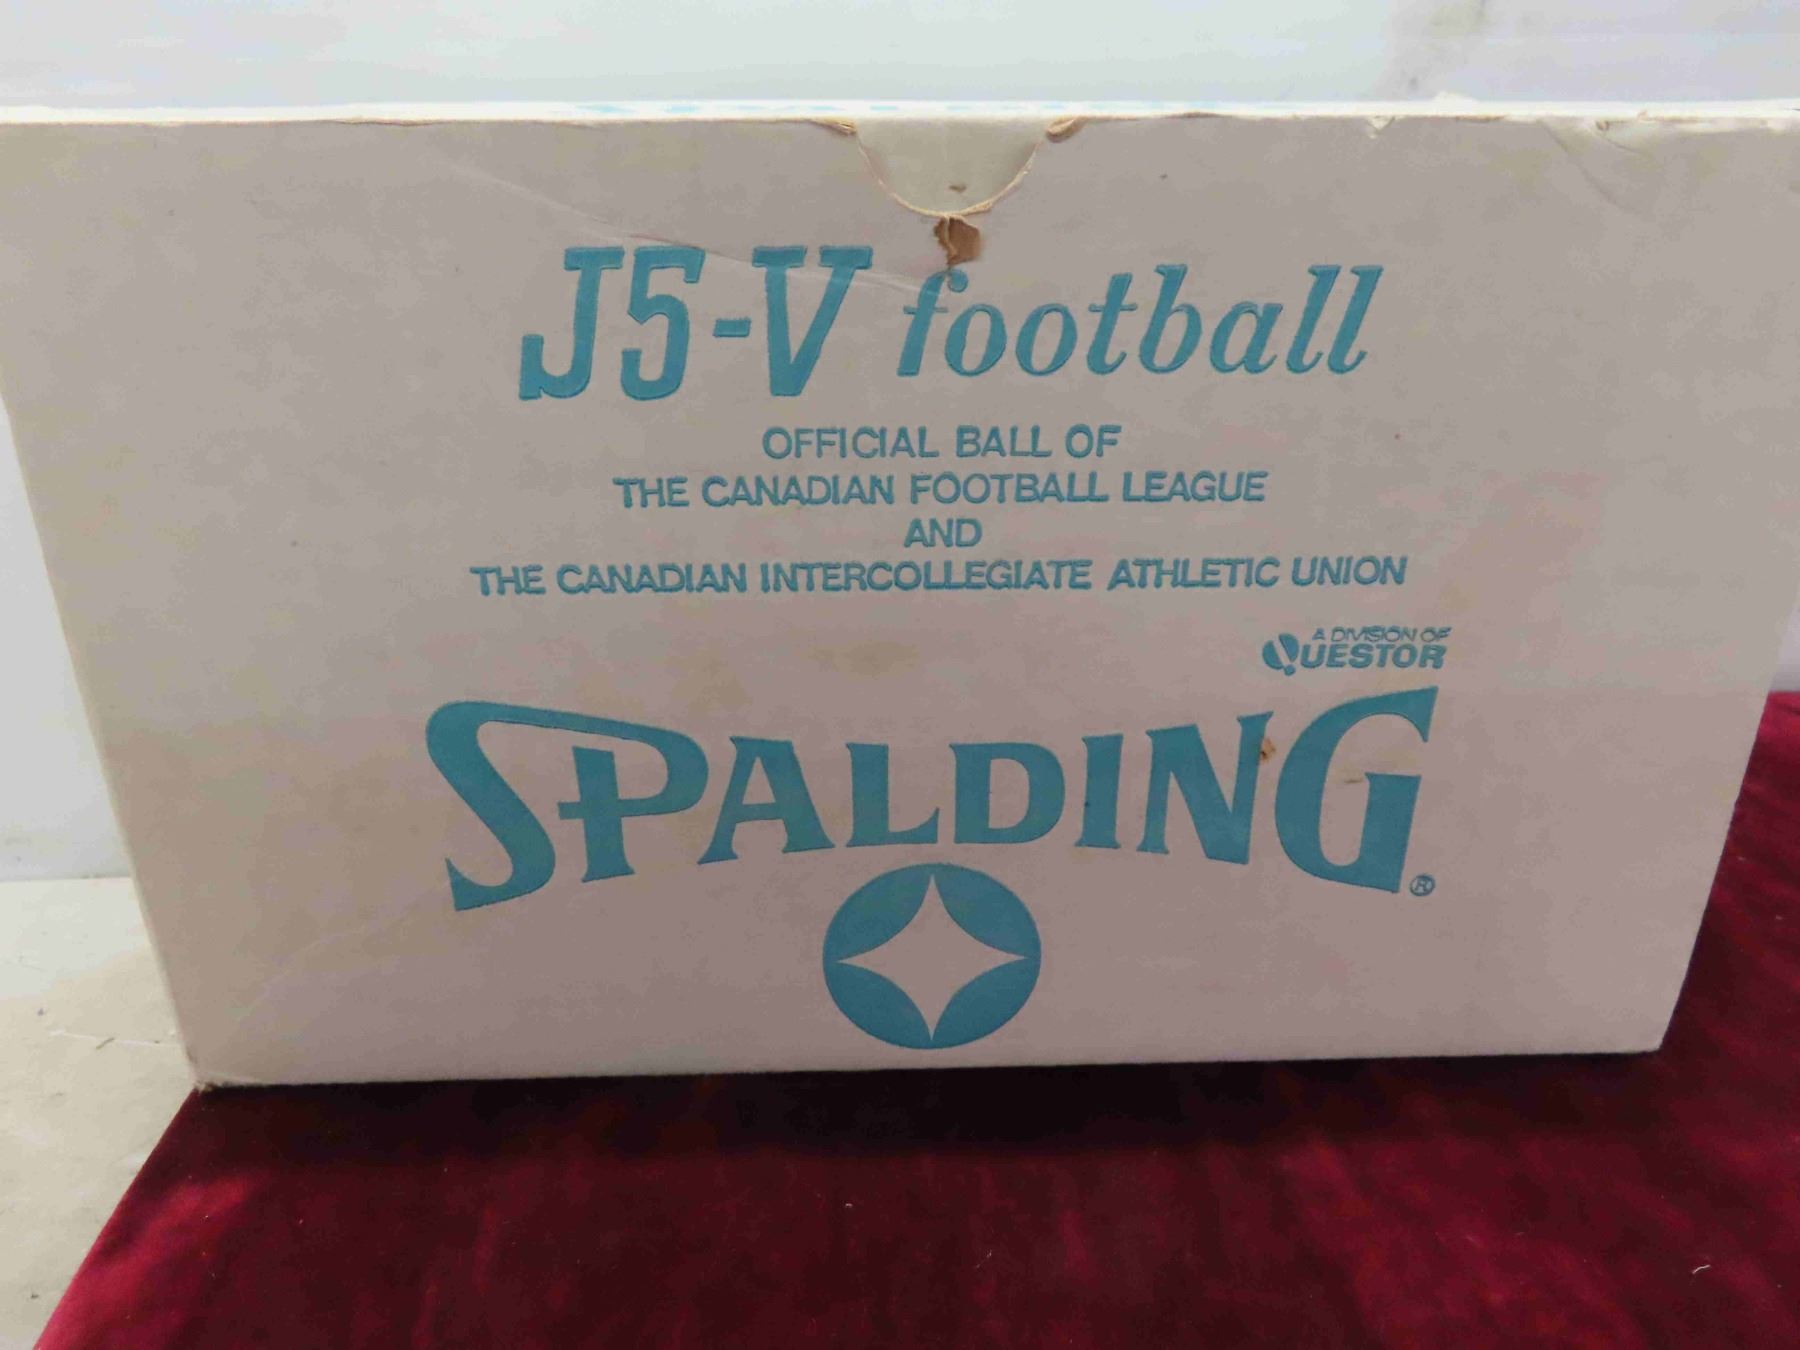 J5-V football
OFFICIAL BALL OF
THE CANADIAN FOOTBALL LEAGUE
AND
THE CANADIAN INTERCOLLEGIATE ATHLETIC UNION
A DIVISION OF
QUESTOR
SPALDING®